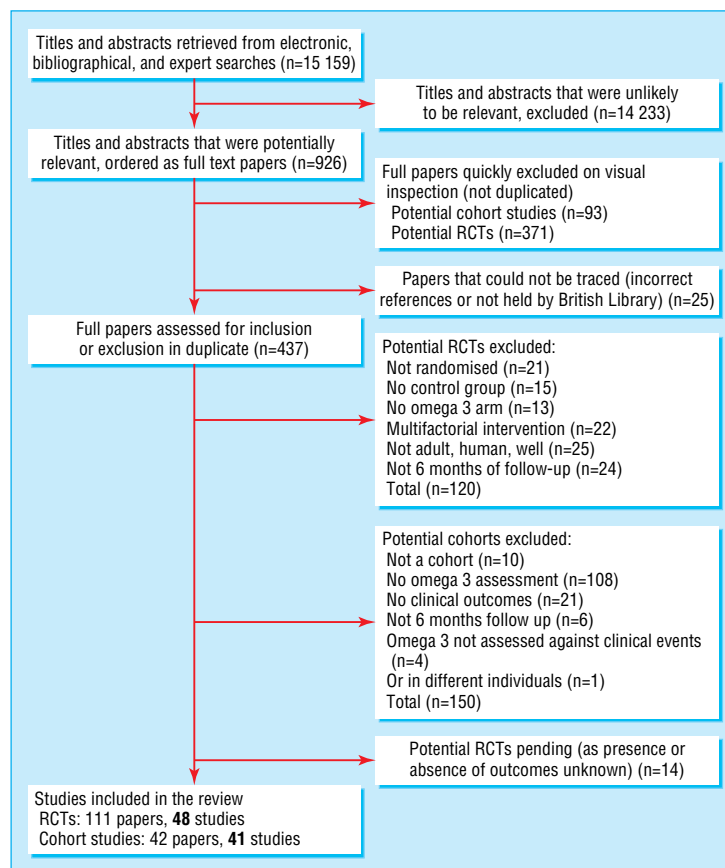 Titles and abstracts retrieved from electronic,
bibliographical, and expert searches (n=15 159)
Titles and abstracts that were unlikely
to be relevant, excluded (n=14 233)
Titles and abstracts that were potentially
relevant, ordered as full text papers (n=926)
Full papers quickly excluded on visual
inspection (not duplicated)
Potential cohort studies (n=93)
Potential RCTs (n=371)
Papers that could not be traced (incorrect
references or not held by British Library) (n=25)
Full papers assessed for inclusion
or exclusion in duplicate (n=437)
Potential RCTs excluded:
Not randomised (n=21)
No control group (n=15)
No omega 3 arm (n=13)
Multifactorial intervention (n=22)
Not adult, human, well (n=25)
Not 6 months of follow-up (n=24)
Total (n=120)
Potential cohorts excluded:
Not a cohort (n=10)
No omega 3 assessment (n=108)
No clinical outcomes (n=21)
Not 6 months follow up (n=6)
Omega 3 not assessed against clinical events
(n=4)
Or in different individuals (n=1)
Total (n=150)
Potential RCTs pending (as presence or
absence of outcomes unknown) (n=14)
Studies included in the review
RCTs: 111 papers, 48 studies
Cohort studies: 42 papers, 41 studies